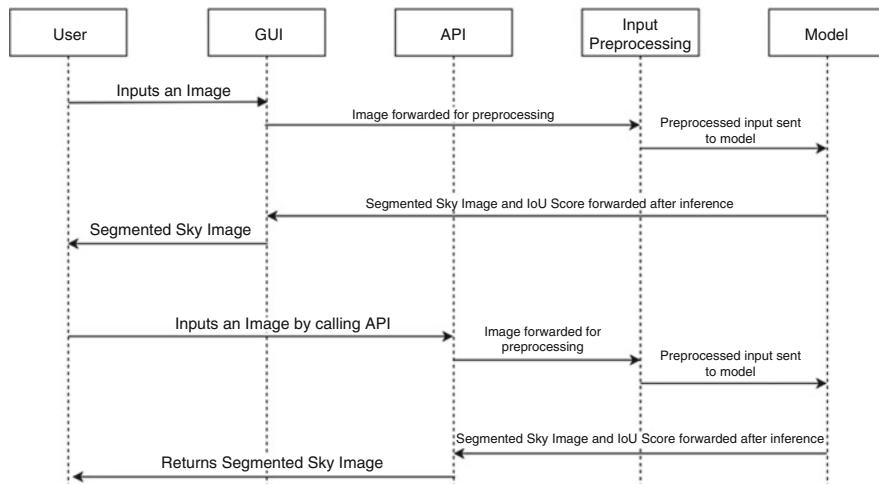 User
GUI
API
Input
Preprocessing
Model
Inputs an Image
Image forwarded for preprocessing
Preprocessed input sent
to model
Segmented Sky Image and IoU Score forwarded after inference
Segmented Sky Image
Inputs an Image by calling API
Image forwarded for
preprocessing
Preprocessed input sent
to model
Segmented Sky Image and IoU Score forwarded after inference
Returns Segmented Sky Image